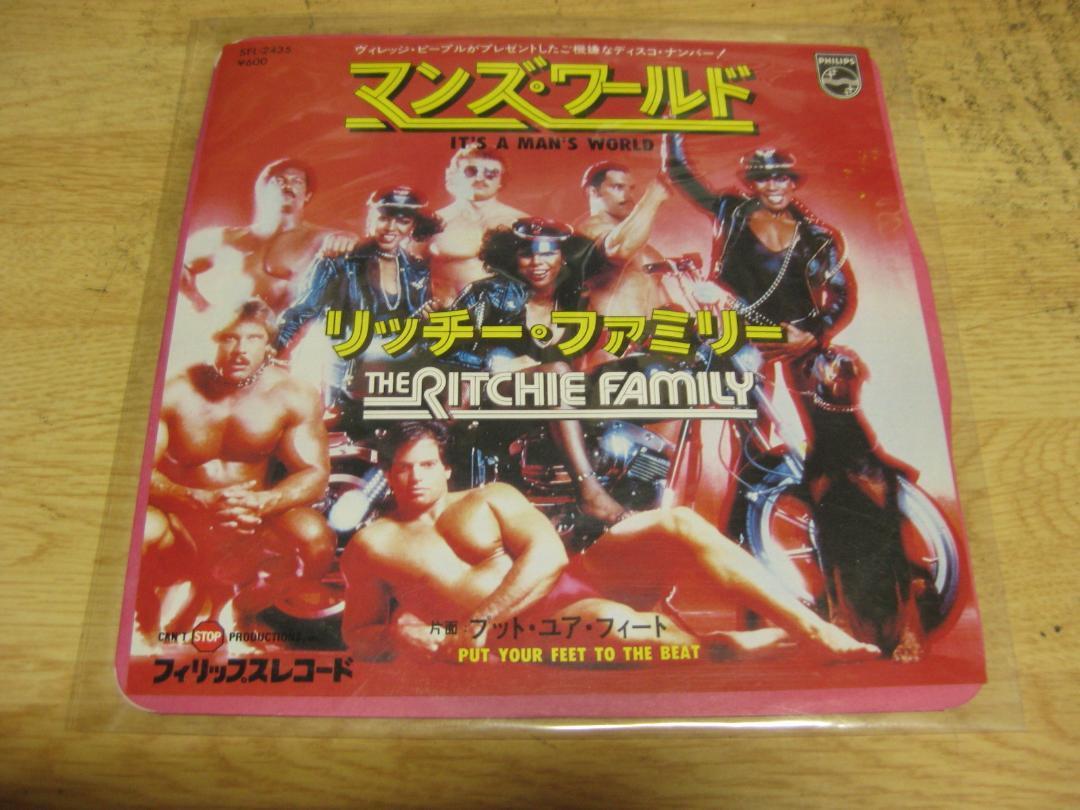 SFL-2435
¥600
ヴィレッジ・ピープルがプレゼントしたご機嫌なディスコ・ナンバー!
PHILIPS
マンズ・ワールド
IT'S A MAN'S WORLD
リッチー・ファミリー
THE RITCHIE FAMILY
片面:プット・ユア・フィート
PUT YOUR FEET TO THE BEAT
CAN'T STOP PRODUCTIONS
フィリップスレコード